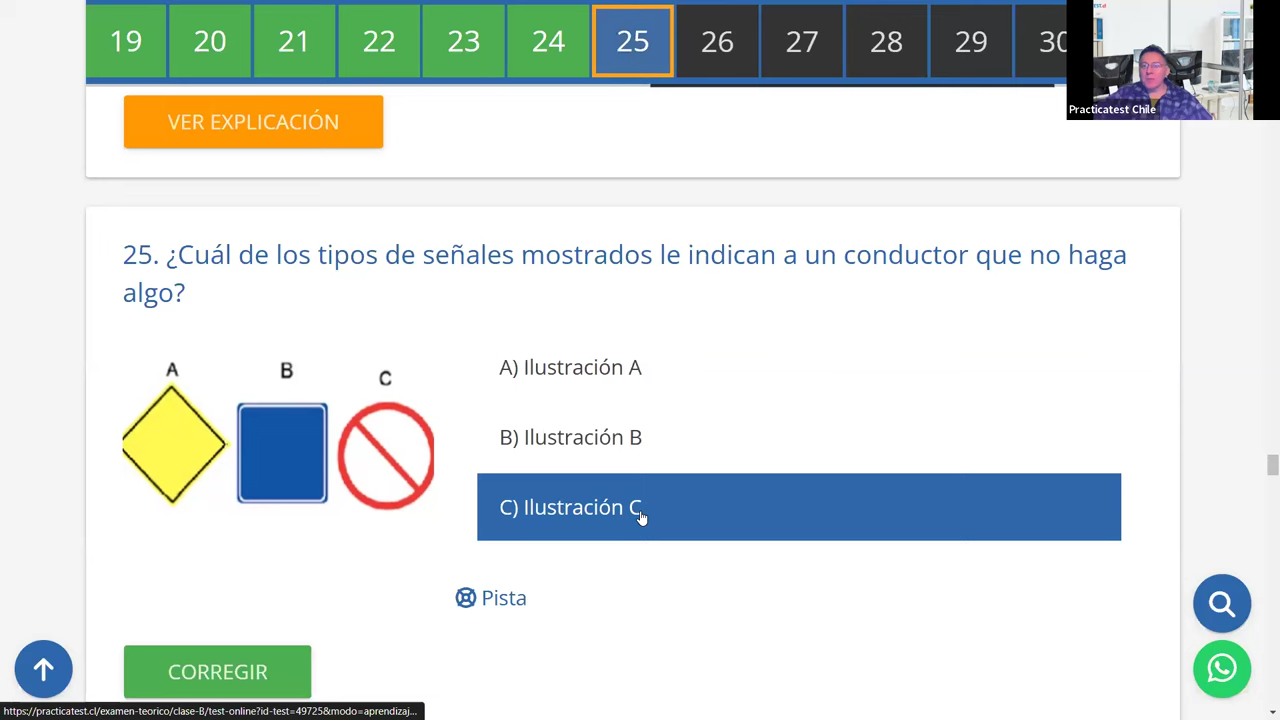 19 20 21 22 23 24 25 26 27 28 29 30
Practicatest Chile
VER EXPLICACIÓN
25. ¿Cuál de los tipos de señales mostrados le indican a un conductor que no haga
algo?
A B C
A) Ilustración A
B) Ilustración B
C) Ilustración C
Pista
CORREGIR
https://practicatest.cl/examen-teorico/clase-B/test-online?id-test=49725&modo=aprendizaj...